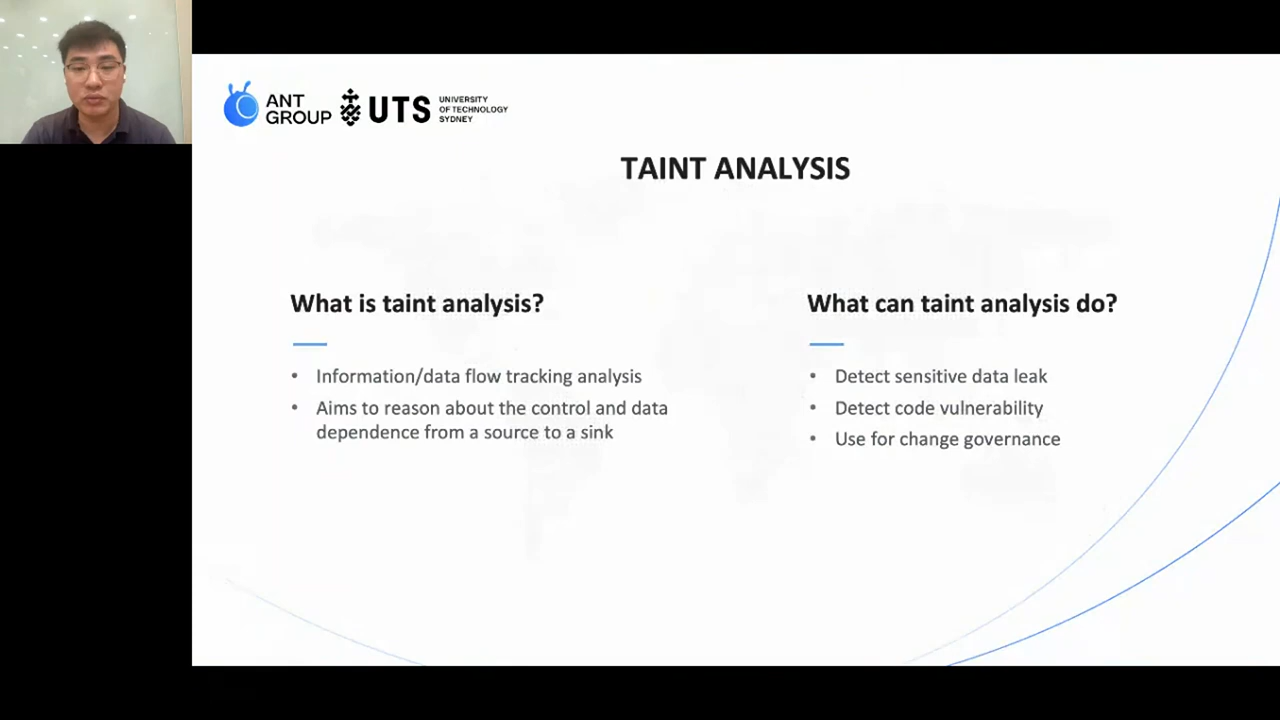 ANT
GROUP
UTS
UNIVERSITY
OF TECHNOLOGY
SYDNEY
TAINT ANALYSIS
What is taint analysis?
• Information/data flow tracking analysis
• Aims to reason about the control and data
dependence from a source to a sink
What can taint analysis do?
• Detect sensitive data leak
• Detect code vulnerability
• Use for change governance